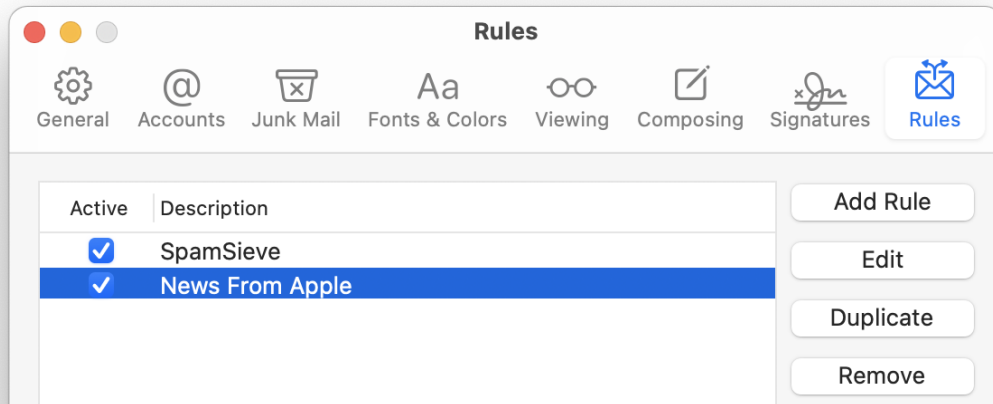 Rules
General Accounts Junk Mail Fonts & Colors Viewing Composing Signatures Rules
Active Description
SpamSieve
News From Apple
Add Rule
Edit
Duplicate
Remove